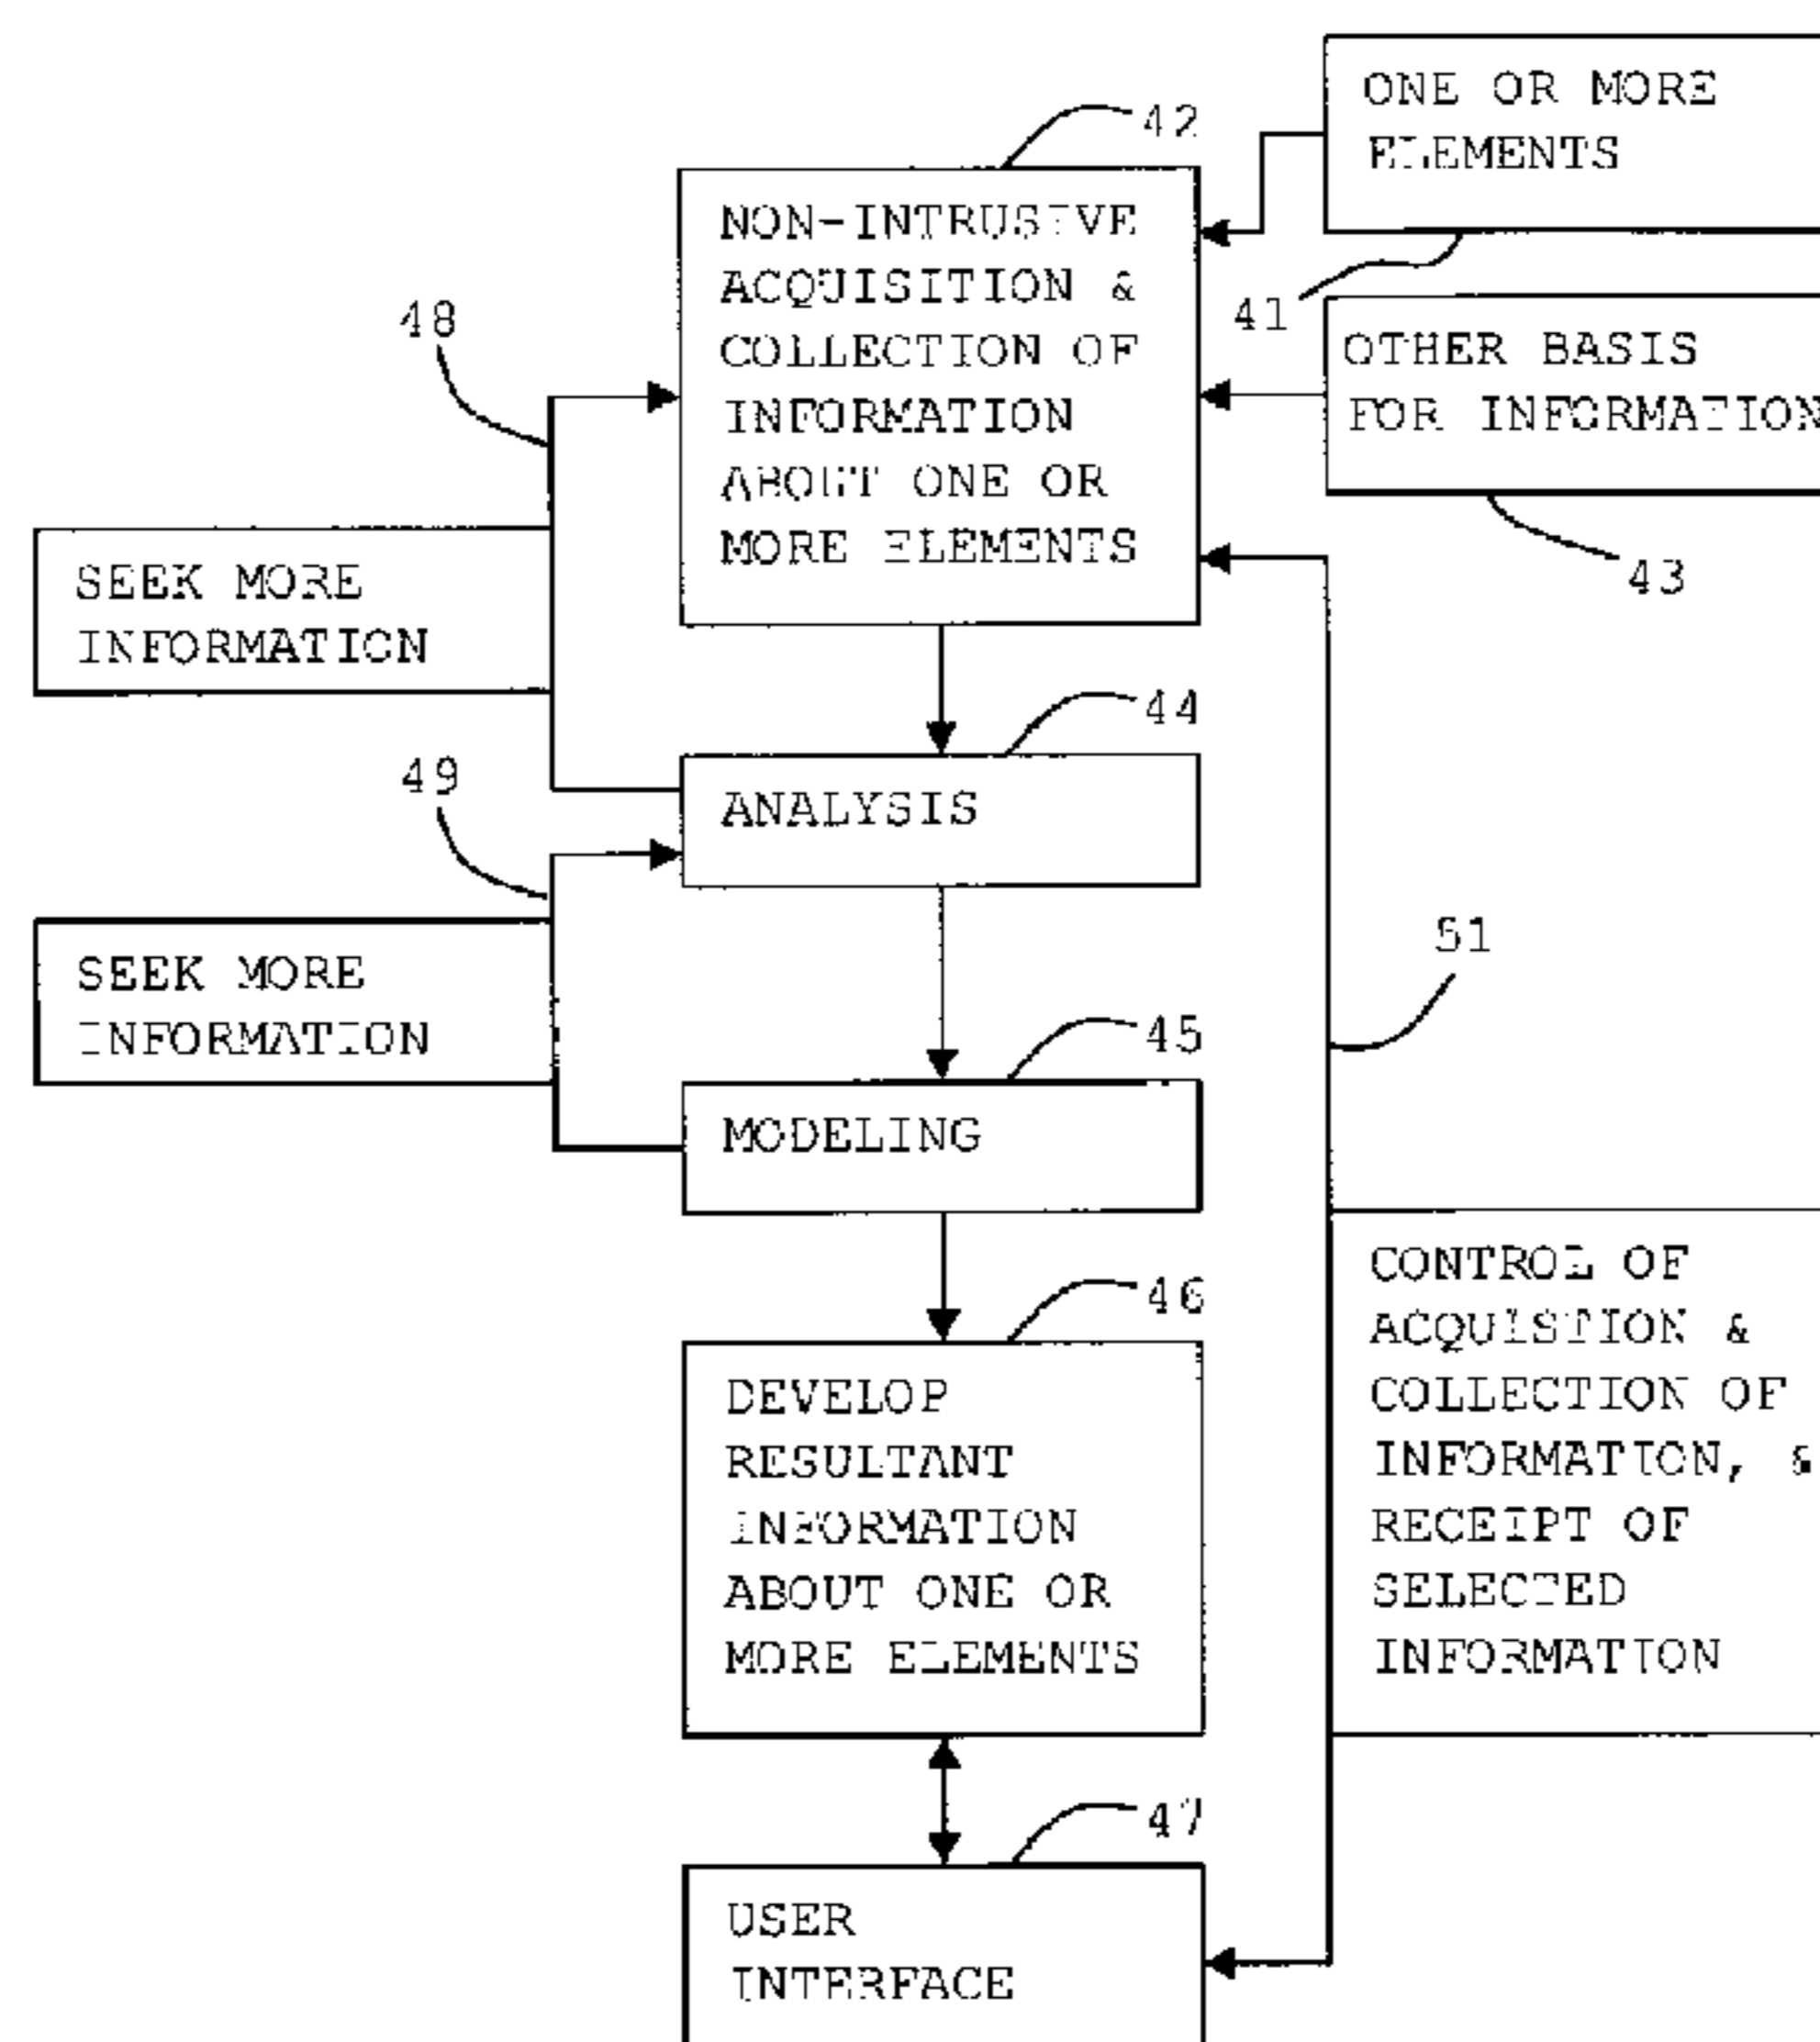 ONE OR MORE
ELEMENTS
41
42
NON-INTRUSIVE
ACQUISITION &
COLLECTION OF
INFORMATION
ABOUT ONE OR
MORE ELEMENTS
OTHER BASIS
FOR INFORMATION
43
48
SEEK MORE
INFORMATION
44
ANALYSIS
49
SEEK MORE
INFORMATION
51
45
MODELING
46
DEVELOP
RESULTANT
INFORMATION
ABOUT ONE OR
MORE ELEMENTS
CONTROL OF
ACQUISTION &
COLLECTION OF
INFORMATION, &
RECEIPT OF
SELECTED
INFORMATION
47
USER
INTERFACE